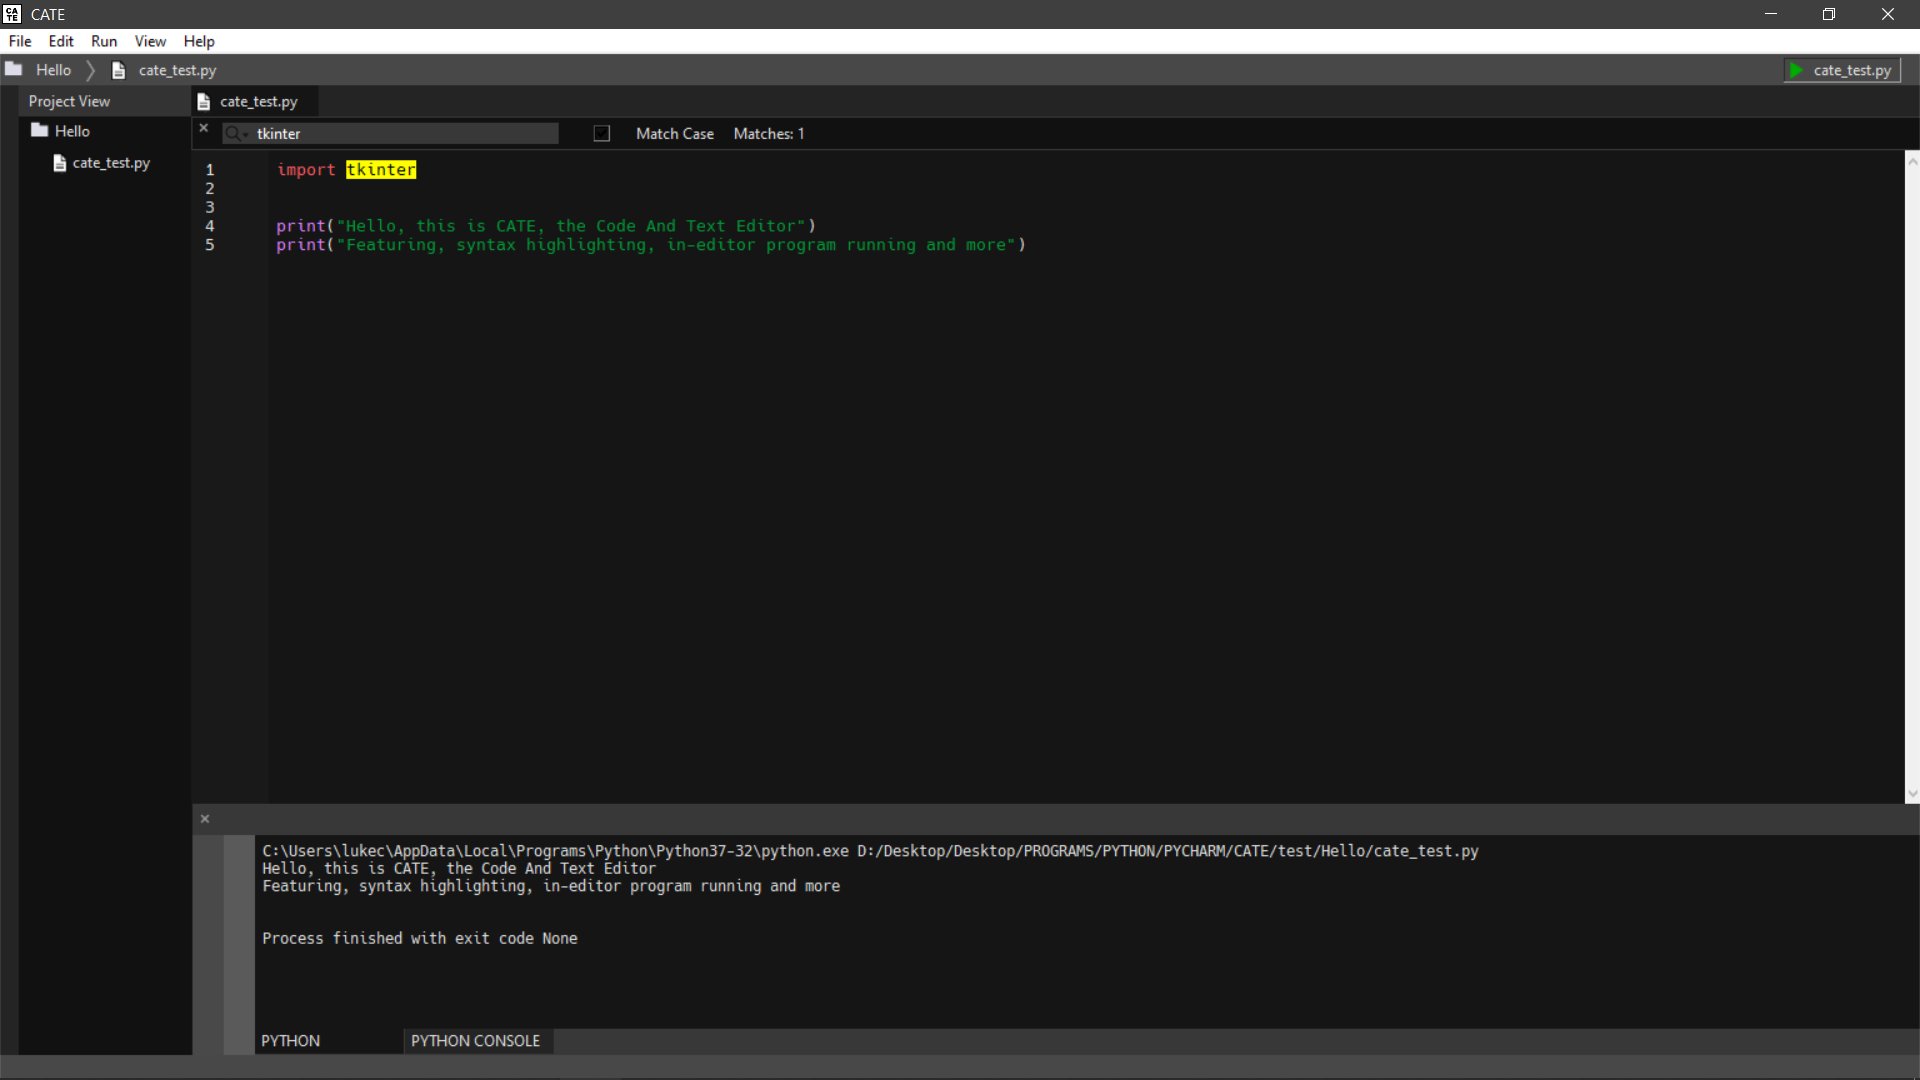 CATE
CATE
File Edit Run View Help
Hello cate_test.py cate_test.py
Project View cate_test.py
Hello
cate_test.py
tkinter Match Case Matches: 1
1 import tkinter
2
3
4 print("Hello, this is CATE, the Code And Text Editor")
5 print("Featuring, syntax highlighting, in-editor program running and more")
C:\Users\lukec\AppData\Local\Programs\Python\Python37-32\python.exe D:/Desktop/Desktop/PROGRAMS/PYTHON/PYCHARM/CATE/test/Hello/cate_test.py
Hello, this is CATE, the Code And Text Editor
Featuring, syntax highlighting, in-editor program running and more
Process finished with exit code None
PYTHON PYTHON CONSOLE